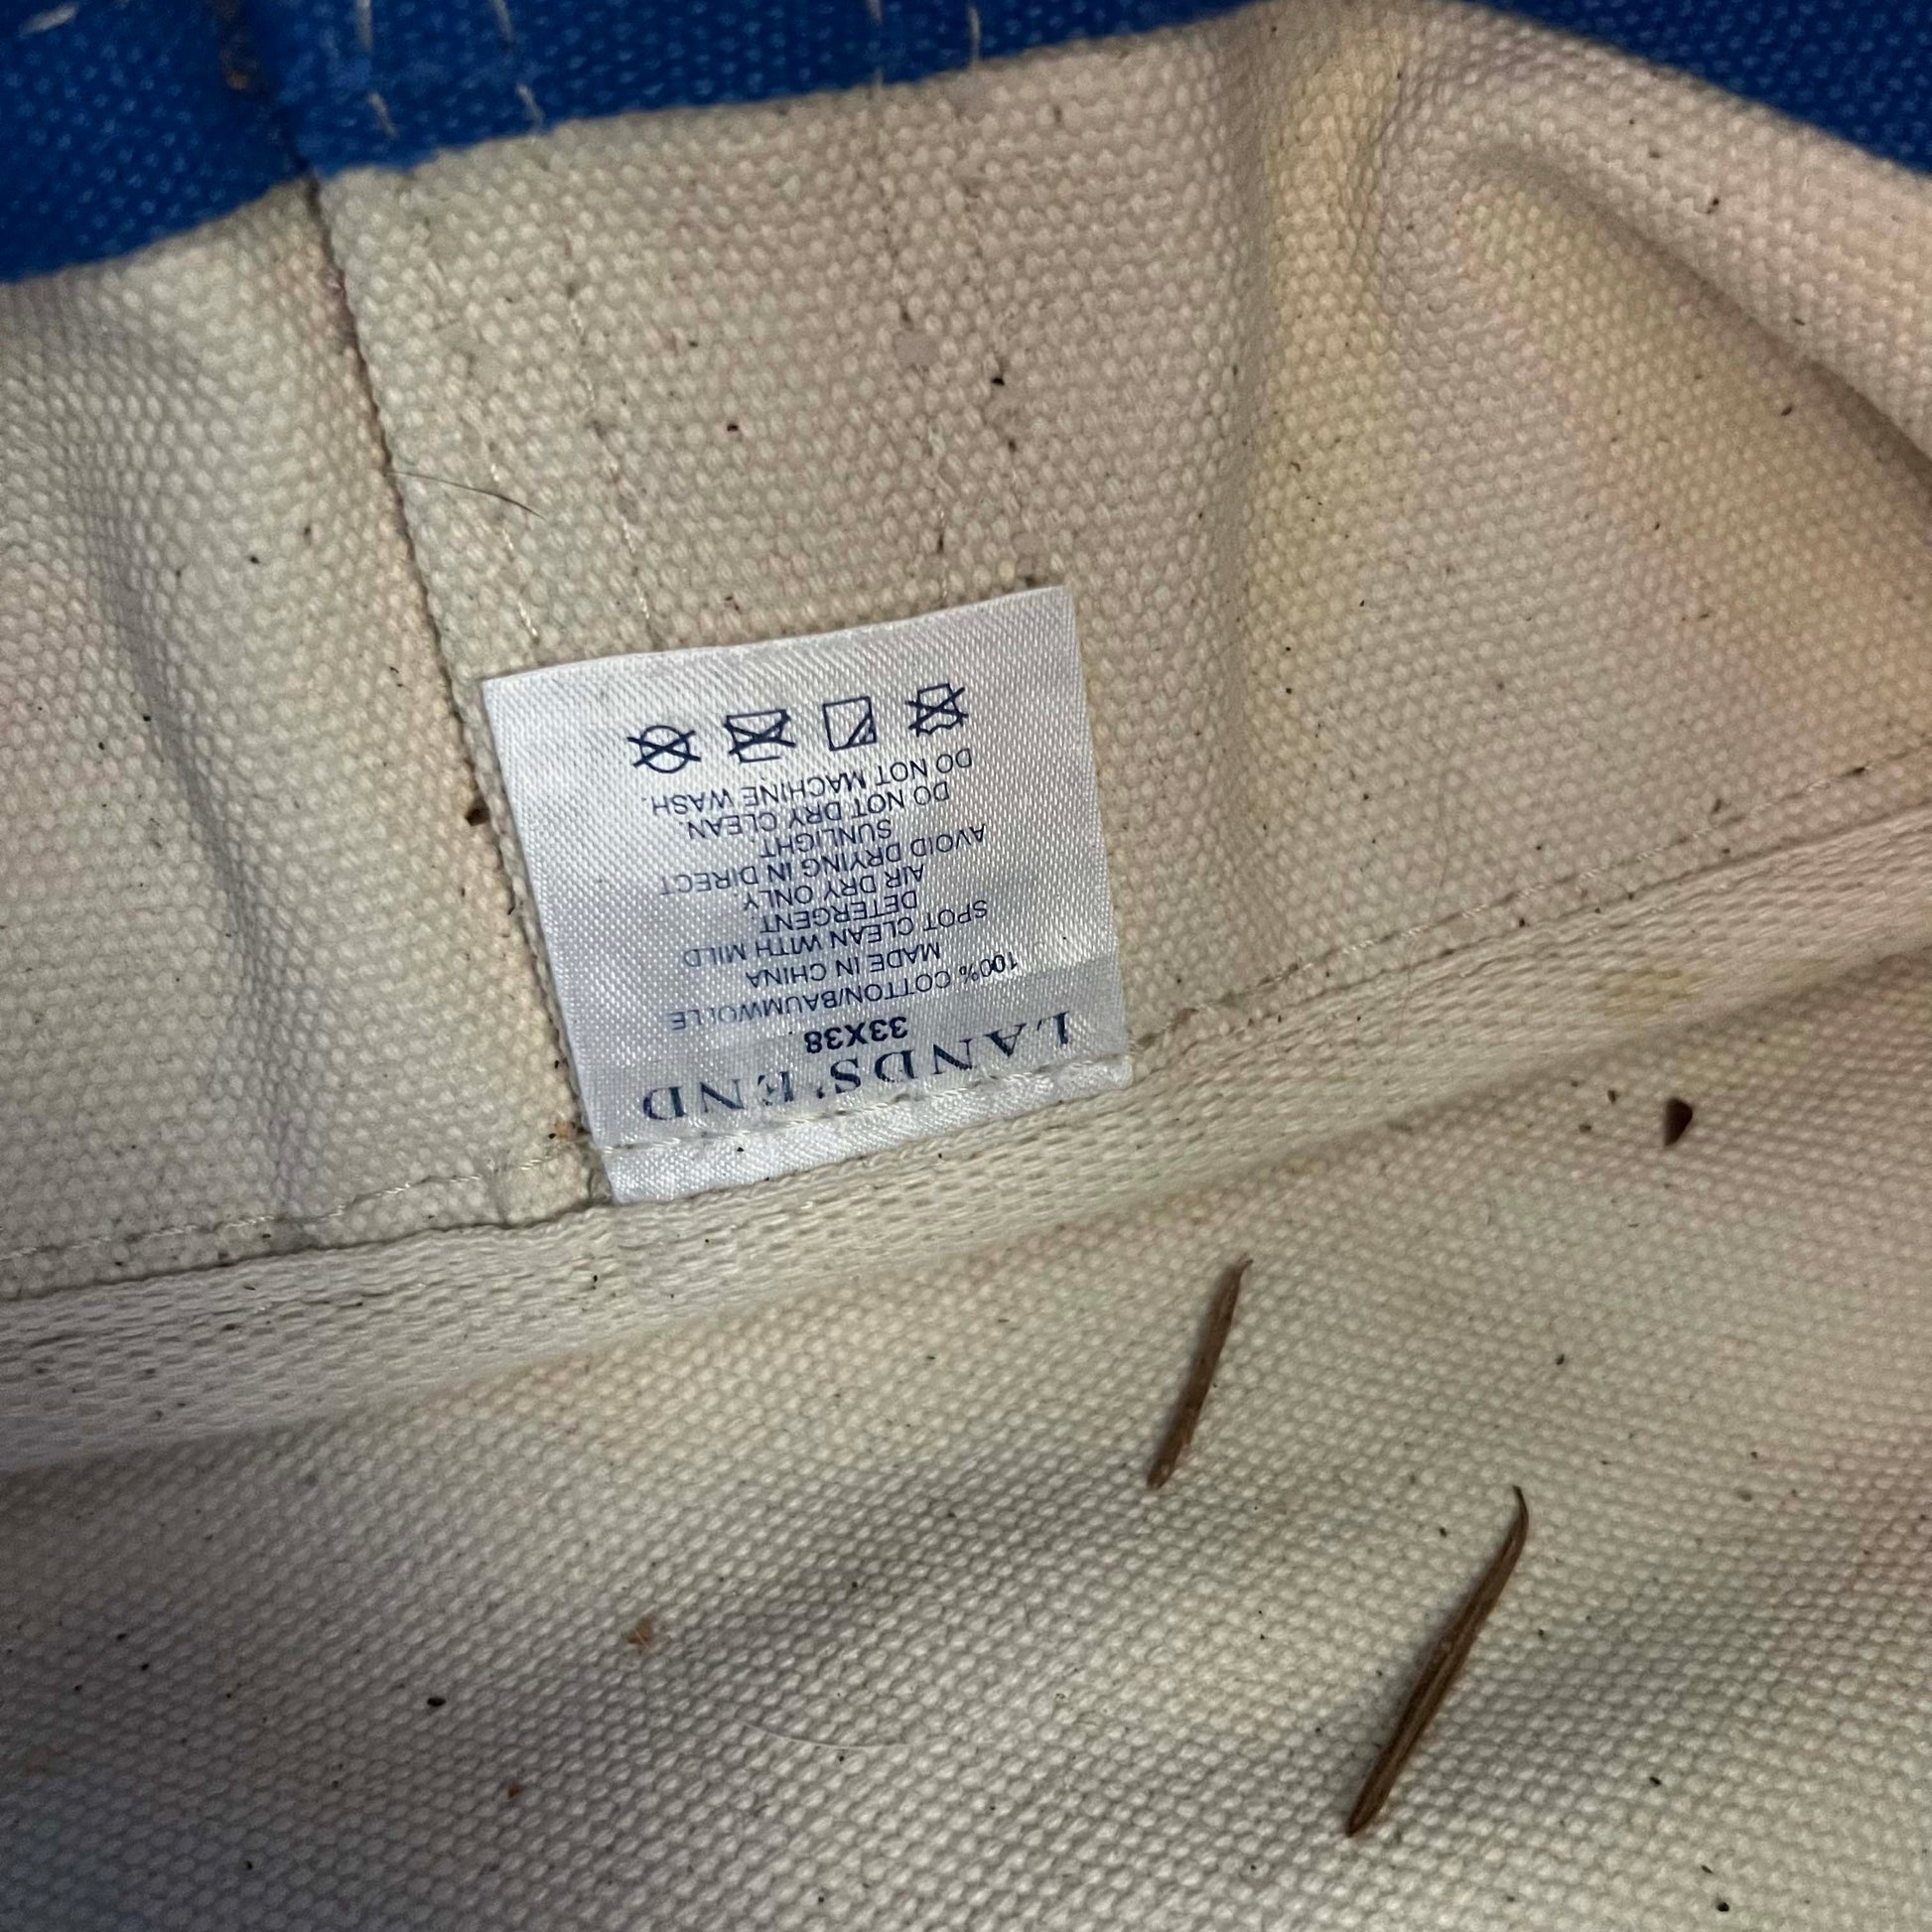 LANDS' END
33X38
100% COTTON/BAUMWOLLE
MADE IN CHINA
SPOT CLEAN WITH MILD
DETERGENT
AIR DRY ONLY
AVOID DRYING IN DIRECT
SUNLIGHT.
DO NOT DRY CLEAN.
DO NOT MACHINE WASH.